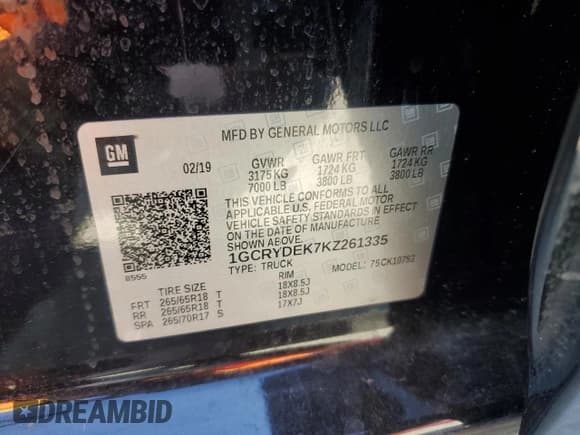 MFD BY GENERAL MOTORS LLC
GM
02/19
GVWR GAWR FRT GAWR RR
3175 KG 1724 KG 1724 KG
7000 LB 3800 LB 3800 LB
THIS VEHICLE CONFORMS TO ALL
APPLICABLE U.S. FEDERAL MOTOR
VEHICLE SAFETY STANDARDS IN EFFECT
ON THE DATE OF MANUFACTURE
SHOWN ABOVE.
1GCRYDEK7KZ261335
8555
TYPE: TRUCK MODEL: 75CK10753
TIRE SIZE RIM
FRT 265/65R18 T 18X8.5J
RR 265/65R18 T 18X8.5J
SPA 265/70R17 S 17X7J
DREAMBID